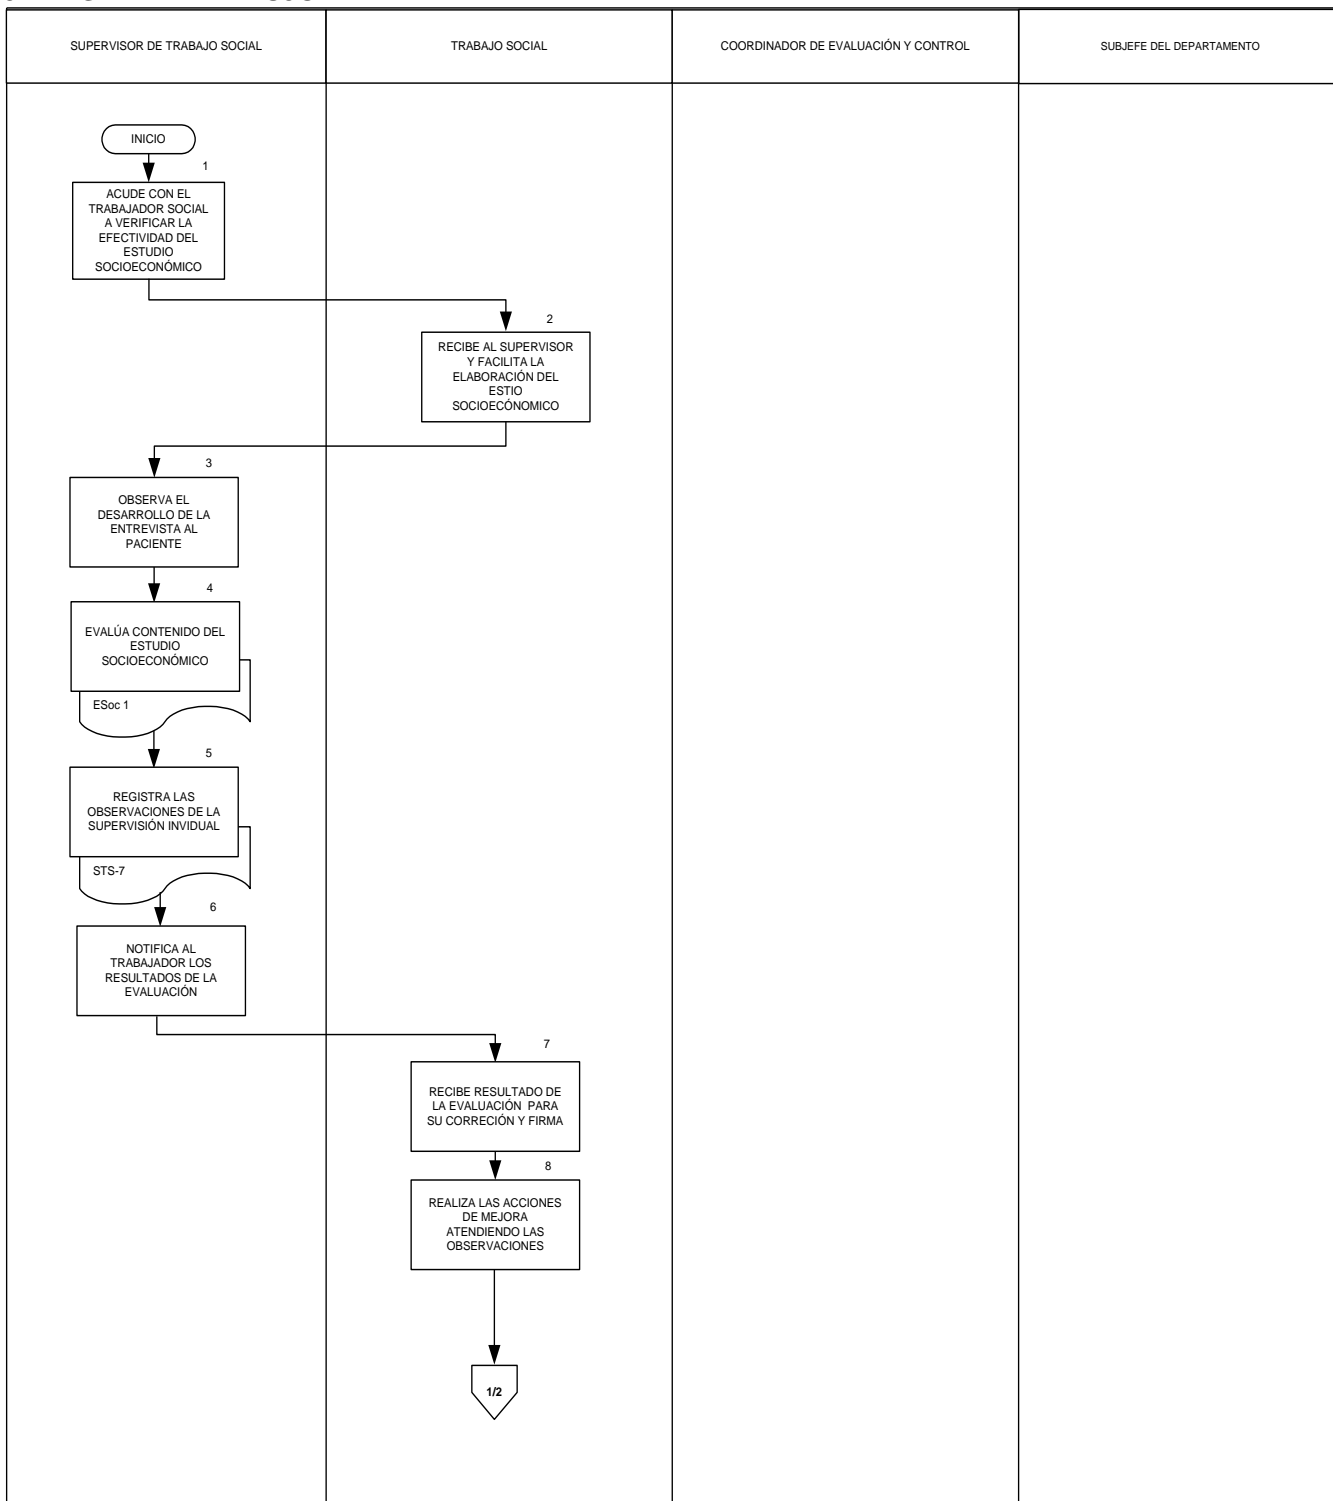 SUPERVISOR DE TRABAJO SOCIAL
TRABAJO SOCIAL
COORDINADOR DE EVALUACIÓN Y CONTROL
SUBJEFE DEL DEPARTAMENTO
INICIO
1
ACUDE CON EL
TRABAJADOR SOCIAL
A VERIFICAR LA
EFECTIVIDAD DEL
ESTUDIO
SOCIOECONÓMICO
2
RECIBE AL SUPERVISOR
Y FACILITA LA
ELABORACIÓN DEL
ESTIO
SOCIOECÓNOMICO
3
OBSERVA EL
DESARROLLO DE LA
ENTREVISTA AL
PACIENTE
4
EVALÚA CONTENIDO DEL
ESTUDIO
SOCIOECONÓMICO
ESoc 1
5
REGISTRA LAS
OBSERVACIONES DE LA
SUPERVISIÓN INVIDUAL
STS-7
6
NOTIFICA AL
TRABAJADOR LOS
RESULTADOS DE LA
EVALUACIÓN
7
RECIBE RESULTADO DE
LA EVALUACIÓN PARA
SU CORRECIÓN Y FIRMA
8
REALIZA LAS ACCIONES
DE MEJORA
ATENDIENDO LAS
OBSERVACIONES
1/2